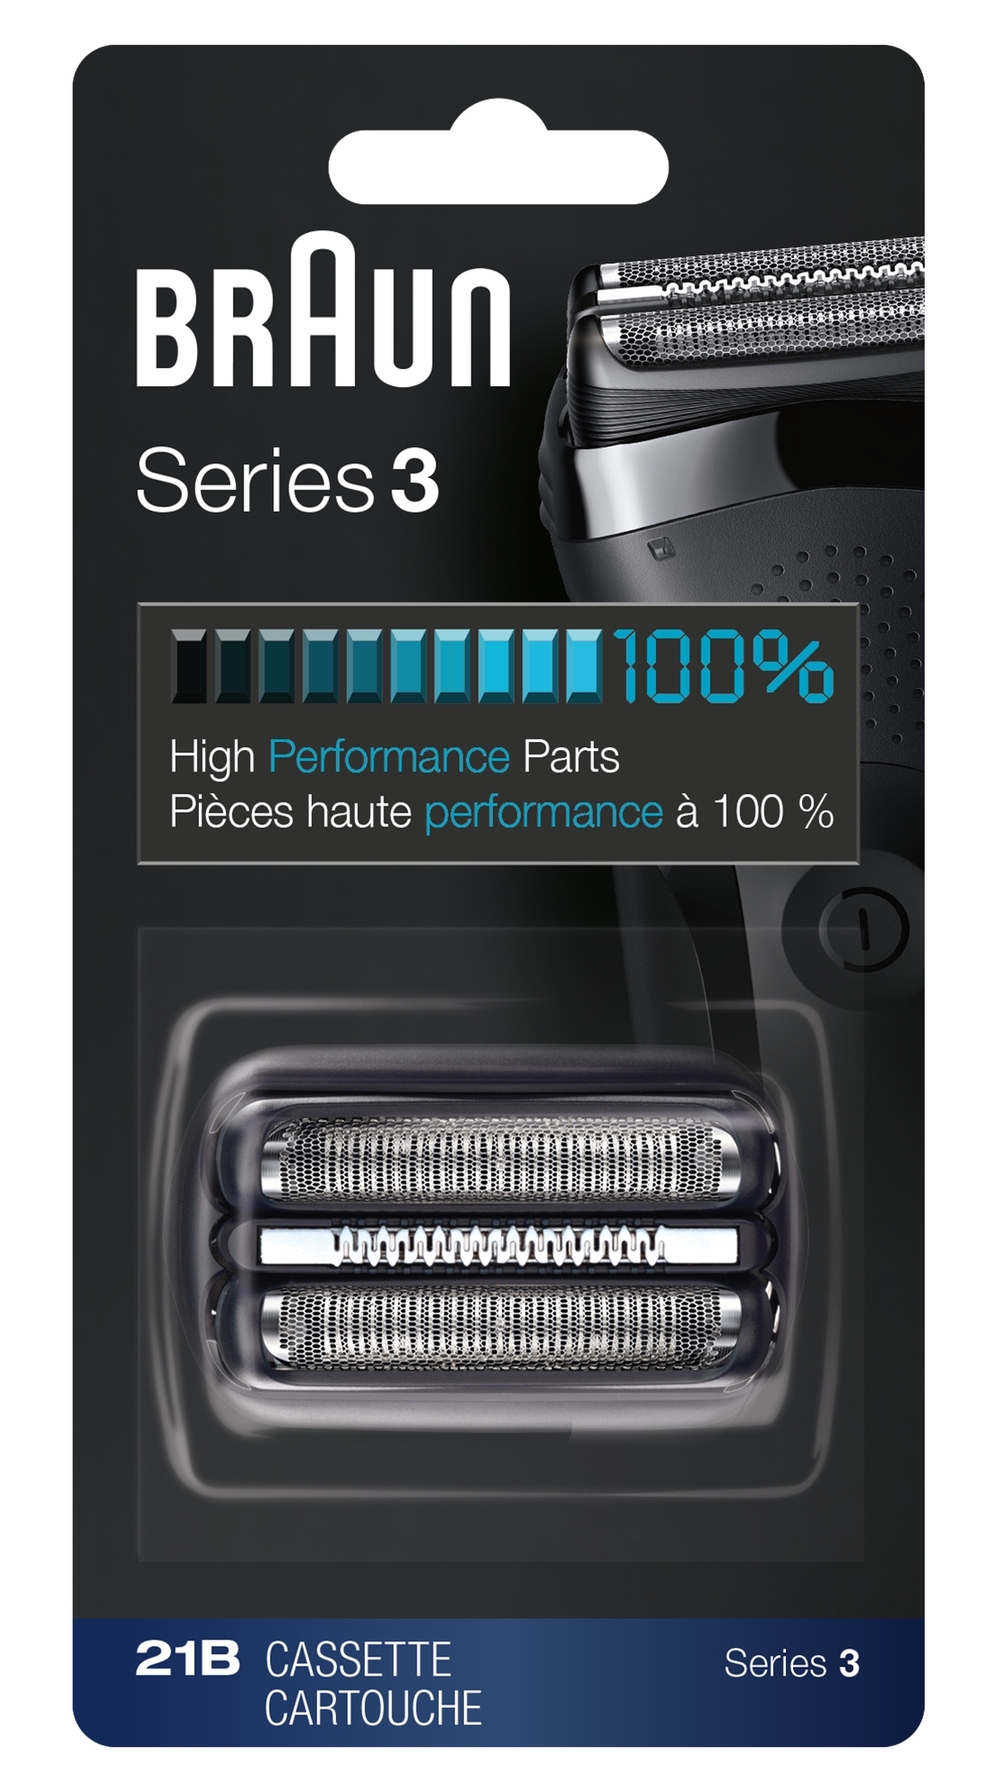 BRAUN
Series 3
100%
High Performance Parts
Pièces haute performance à 100 %
21B CASSETTE Series 3
CARTOUCHE